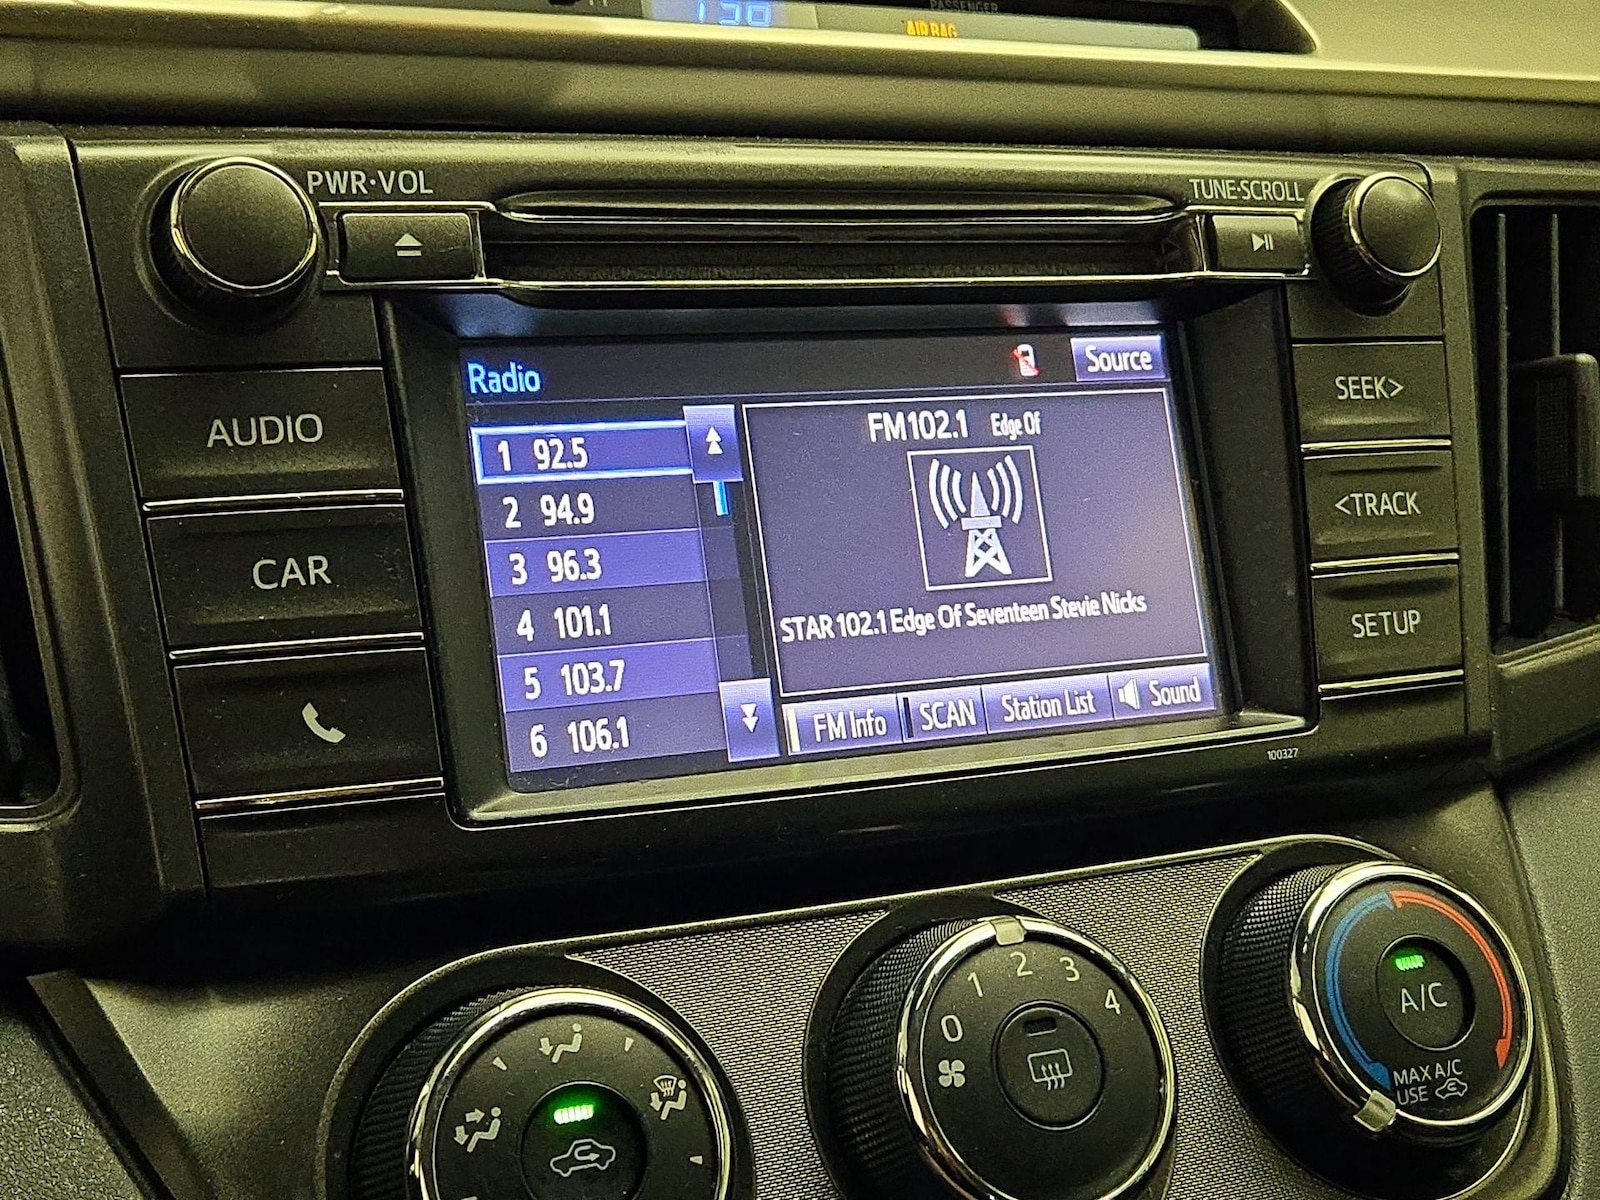 1:38
PASSENGER
AIR BAG
PWR·VOL
TUNE·SCROLL
AUDIO
CAR
Radio
Source
1 92.5
2 94.9
3 96.3
4 101.1
5 103.7
6 106.1
FM102.1 Edge Of
STAR 102.1 Edge Of Seventeen Stevie Nicks
FM Info
SCAN
Station List
Sound
SEEK>
<TRACK
SETUP
100327
0 1 2 3 4
A/C
MAX A/C
USE